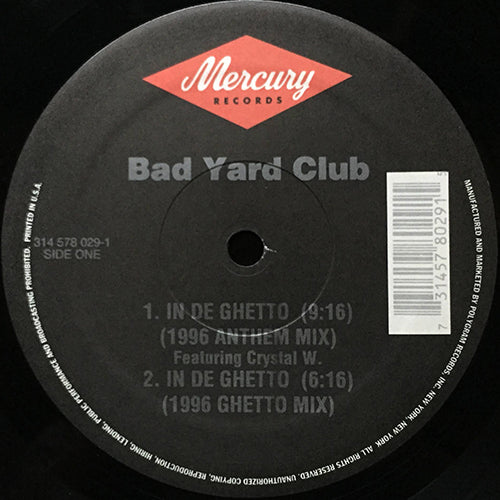 Mercury
RECORDS
Bad Yard Club
314 578 029-1
SIDE ONE
1. IN DE GHETTO (9:16)
(1996 ANTHEM MIX)
Featuring Crystal W.
2. IN DE GHETTO (6:16)
(1996 GHETTO MIX)
7 31457 80291 5
MANUFACTURED AND MARKETED BY POLYGRAM RECORDS, INC. NEW YORK, NEW YORK. ALL RIGHTS RESERVED. UNAUTHORIZED COPYING, REPRODUCTION, HIRING, LENDING, PUBLIC PERFORMANCE AND BROADCASTING PROHIBITED. PRINTED IN U.S.A.